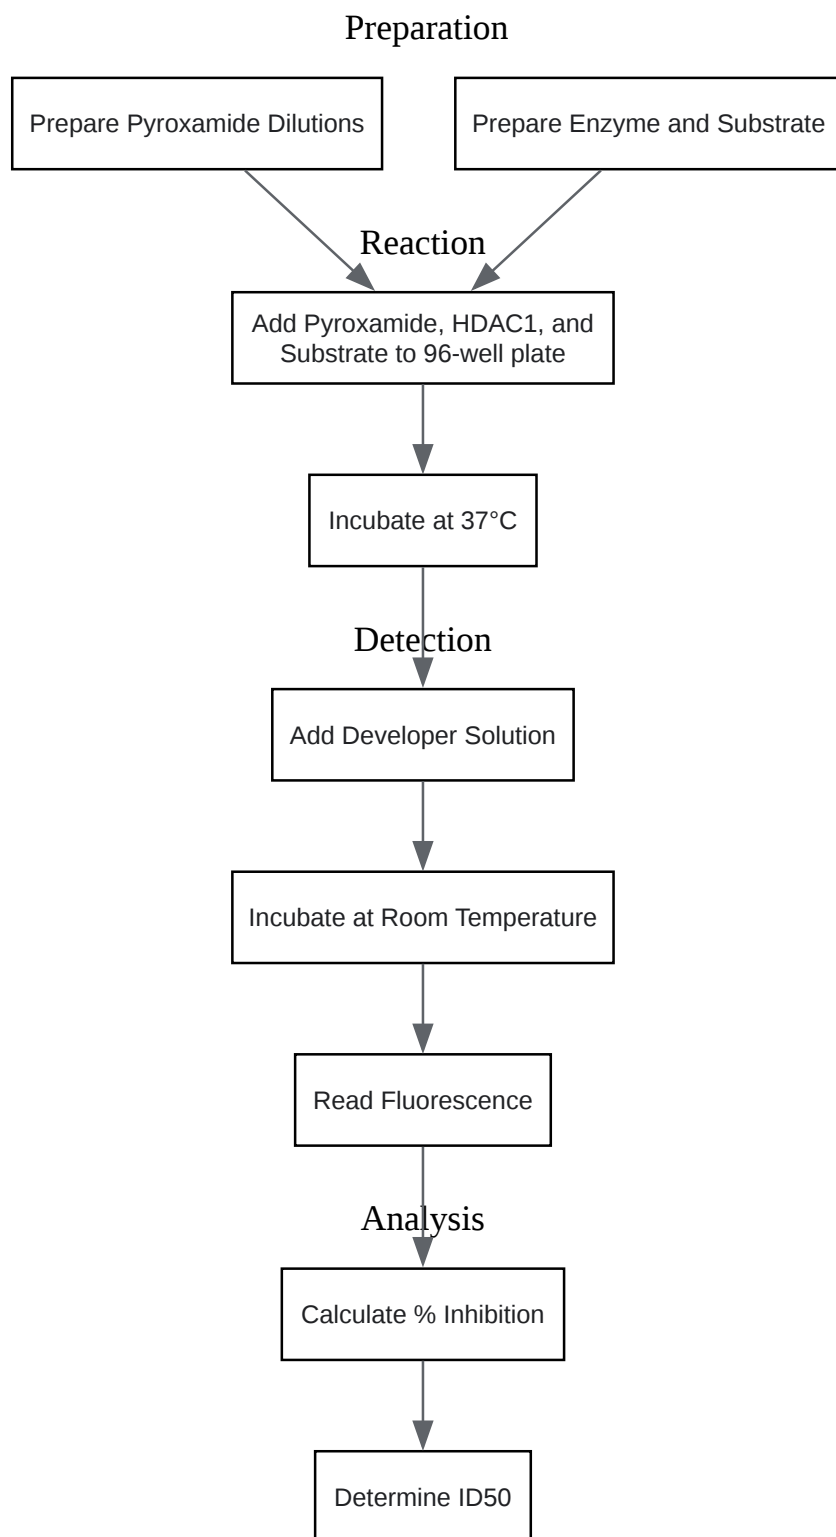 Preparation
Prepare Pyroxamide Dilutions
Prepare Enzyme and Substrate
Reaction
Add Pyroxamide, HDAC1, and
Substrate to 96-well plate
Incubate at 37°C
Detection
Add Developer Solution
Incubate at Room Temperature
Read Fluorescence
Analysis
Calculate % Inhibition
Determine ID50